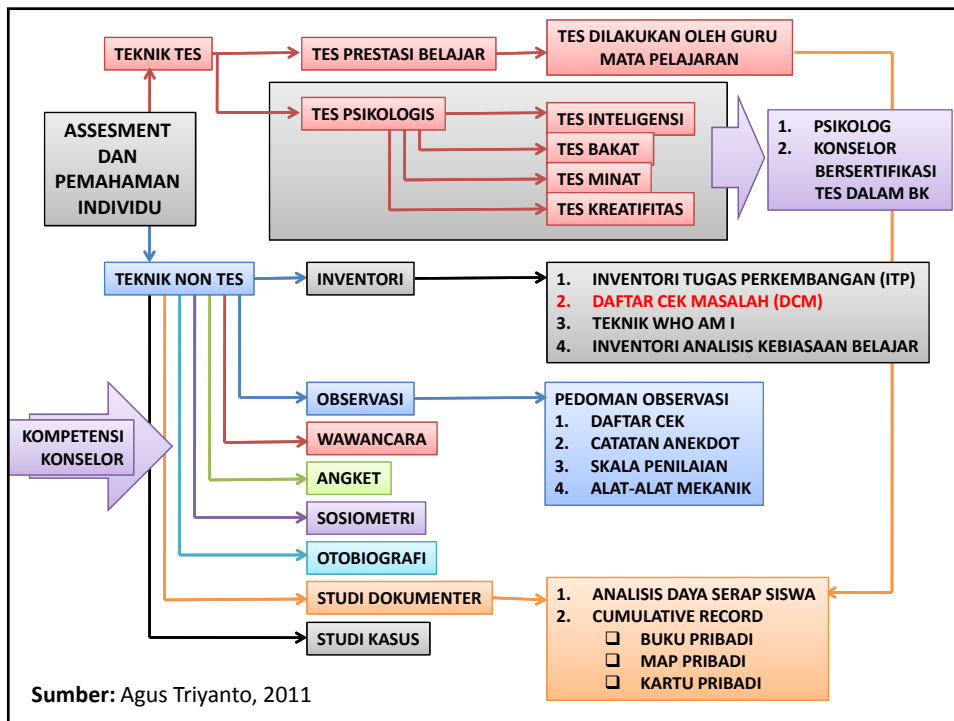 TEKNIK TES
TES PRESTASI BELAJAR
TES DILAKUKAN OLEH GURU
MATA PELAJARAN
ASSESMENT
DAN
PEMAHAMAN
INDIVIDU
TES PSIKOLOGIS
TES INTELIGENSI
TES BAKAT
TES MINAT
TES KREATIFITAS
1. PSIKOLOG
2. KONSELOR
BERSERTIFIKASI
TES DALAM BK
TEKNIK NON TES
INVENTORI
1. INVENTORI TUGAS PERKEMBANGAN (ITP)
2. DAFTAR CEK MASALAH (DCM)
3. TEKNIK WHO AM I
4. INVENTORI ANALISIS KEBIASAAN BELAJAR
KOMPETENSI
KONSELOR
OBSERVASI
PEDOMAN OBSERVASI
1. DAFTAR CEK
2. CATATAN ANEKDOT
3. SKALA PENILAIAN
4. ALAT-ALAT MEKANIK
WAWANCARA
ANGKET
SOSIOMETRI
OTOBIOGRAFI
STUDI DOKUMENTER
1. ANALISIS DAYA SERAP SISWA
2. CUMULATIVE RECORD
❑ BUKU PRIBADI
❑ MAP PRIBADI
❑ KARTU PRIBADI
STUDI KASUS
Sumber: Agus Triyanto, 2011